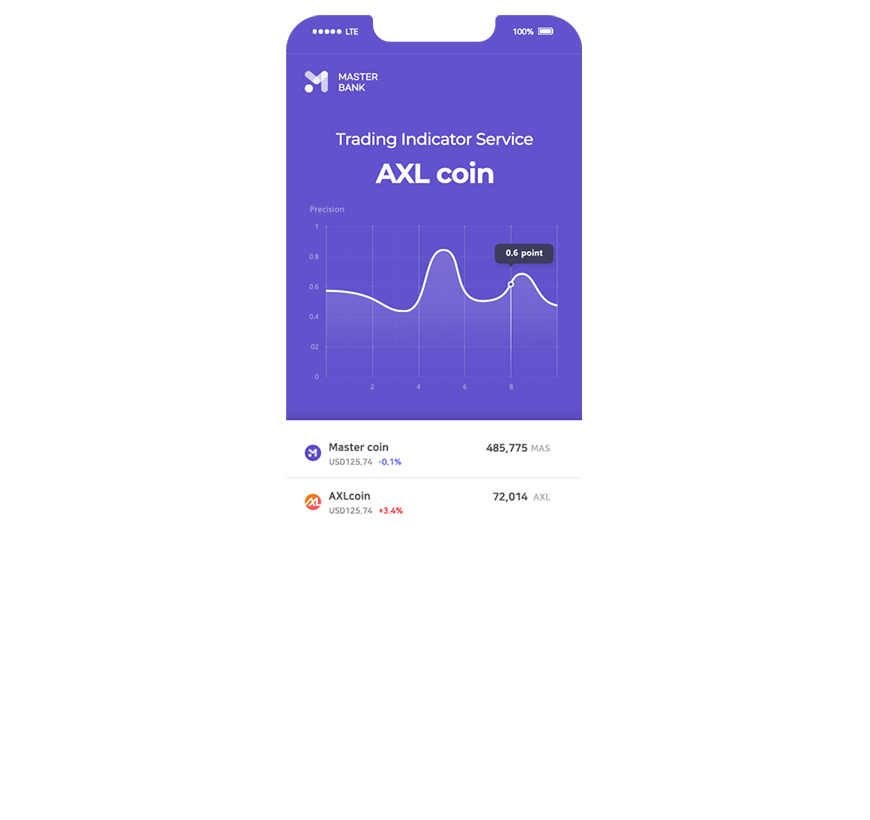 LTE 100%
MASTER
BANK
Trading Indicator Service
AXL coin
Precision
1
0.8
0.6 point
0.6
0.4
02
0
2 4 6 8
Master coin 485,775 MAS
USD125,74 -0,1%
AXLcoin 72,014 AXL
USD125,74 +3.4%